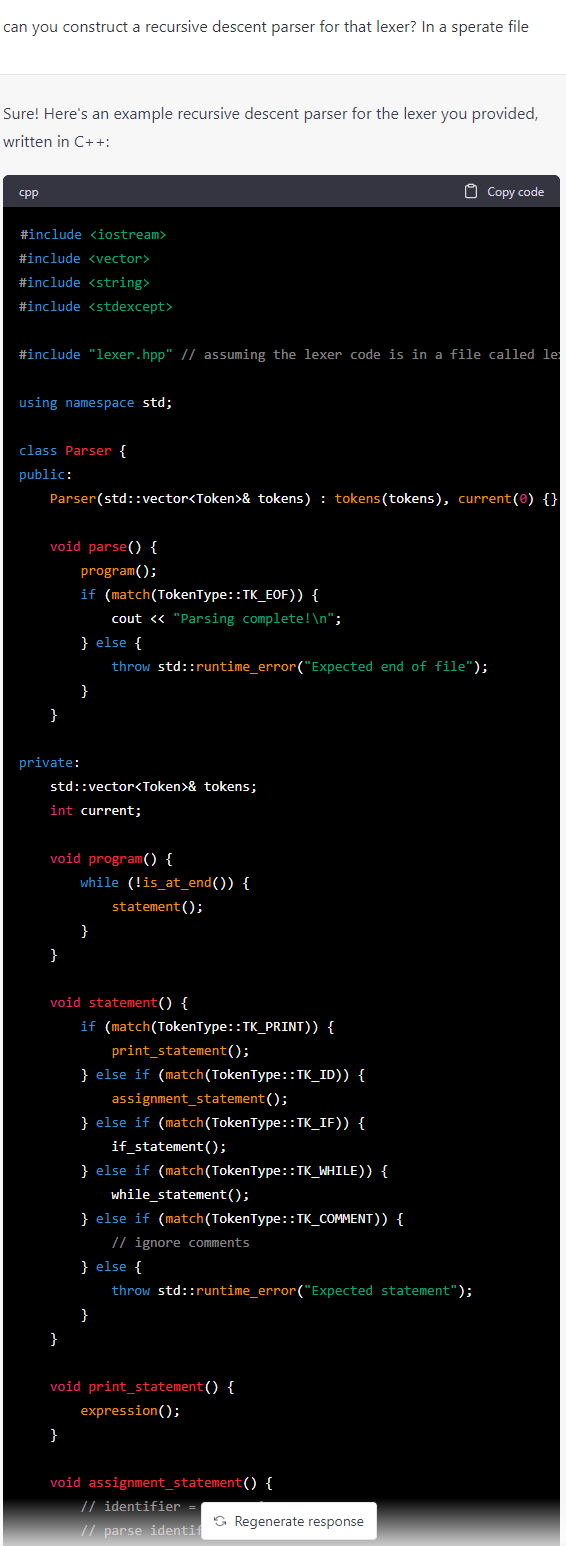 can you construct a recursive descent parser for that lexer? In a sperate file
Sure! Here's an example recursive descent parser for the lexer you provided,
written in C++:
cpp
Copy code
#include <iostream>
#include <vector>
#include <string>
#include <stdexcept>
#include "lexer.hpp" // assuming the lexer code is in a file called le
using namespace std;
class Parser {
public:
    Parser(std::vector<Token>& tokens) : tokens(tokens), current(0) {}
    void parse() {
        program();
        if (match(TokenType::TK_EOF)) {
            cout << "Parsing complete!\n";
        } else {
            throw std::runtime_error("Expected end of file");
        }
    }
private:
    std::vector<Token>& tokens;
    int current;
    void program() {
        while (!is_at_end()) {
            statement();
        }
    }
    void statement() {
        if (match(TokenType::TK_PRINT)) {
            print_statement();
        } else if (match(TokenType::TK_ID)) {
            assignment_statement();
        } else if (match(TokenType::TK_IF)) {
            if_statement();
        } else if (match(TokenType::TK_WHILE)) {
            while_statement();
        } else if (match(TokenType::TK_COMMENT)) {
            // ignore comments
        } else {
            throw std::runtime_error("Expected statement");
        }
    }
    void print_statement() {
        expression();
    }
    void assignment_statement() {
        // identifier =
        // parse identif
Regenerate response